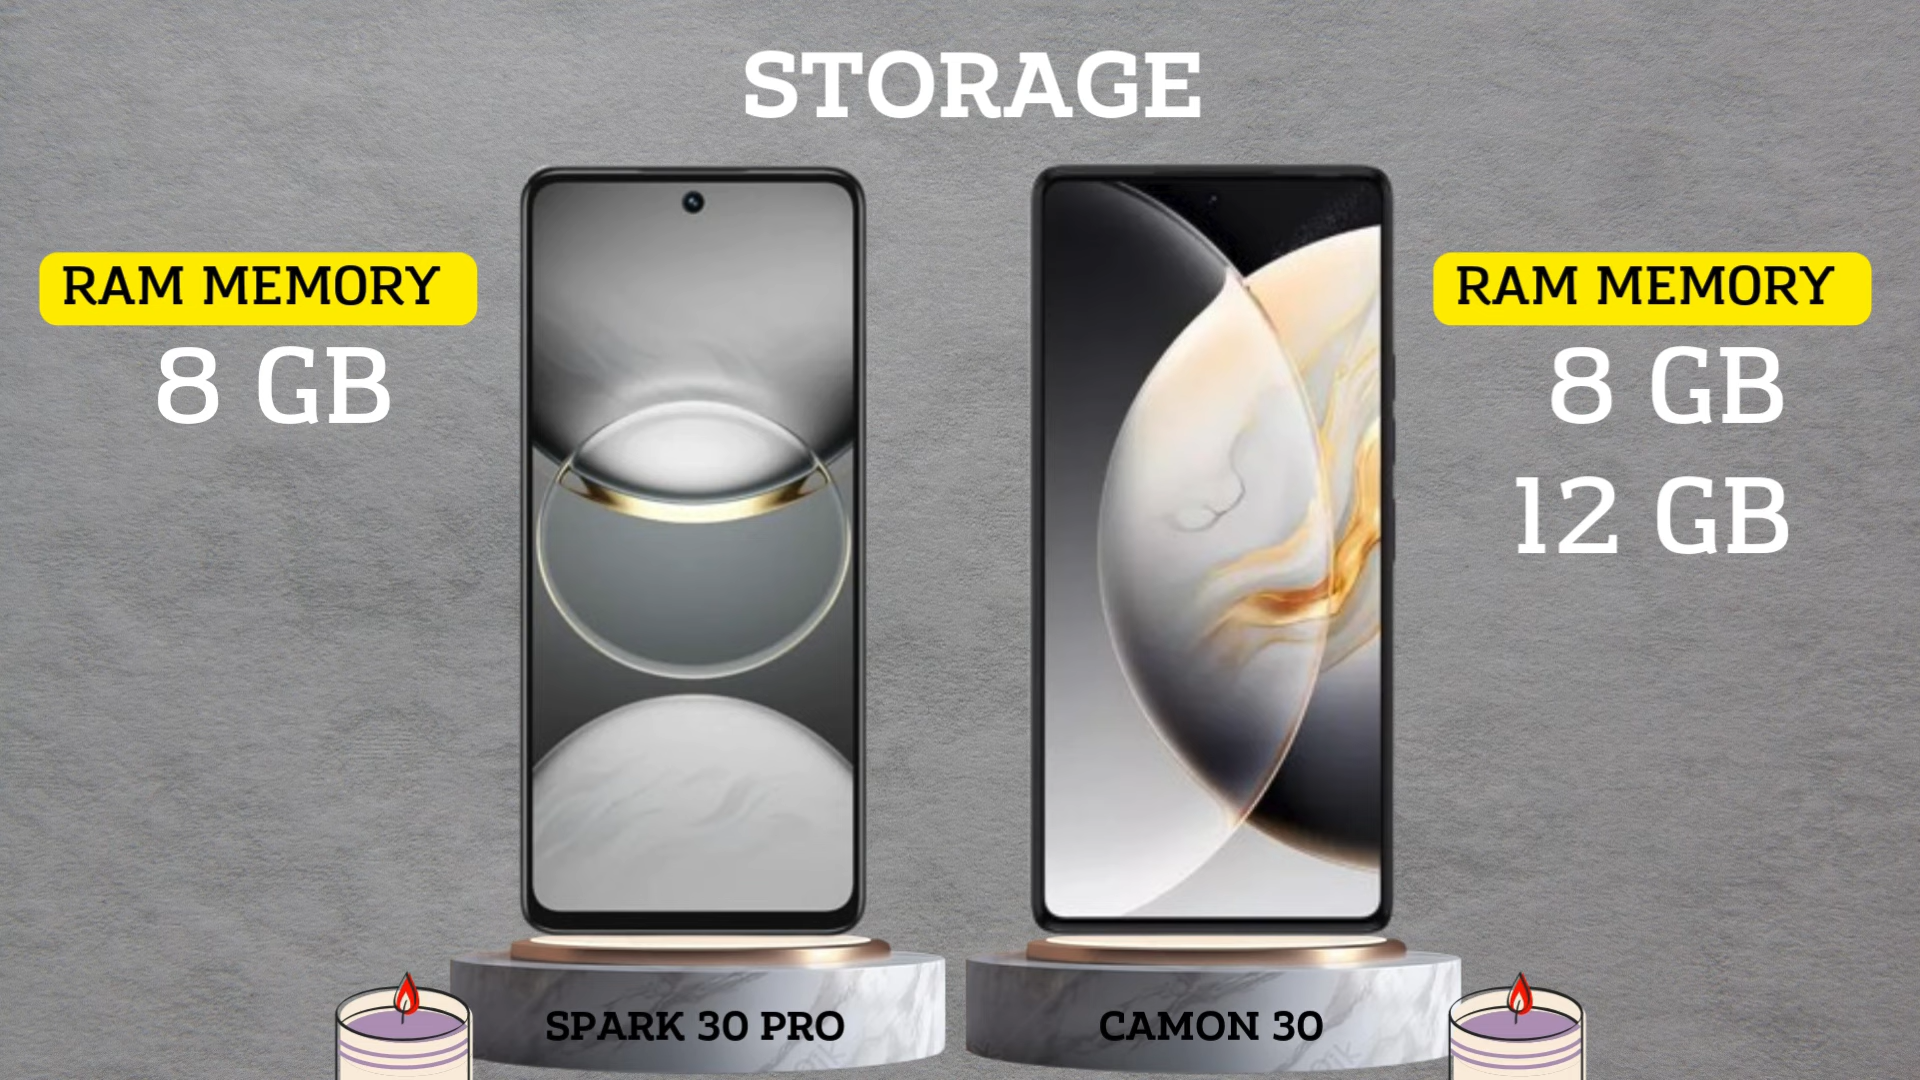 STORAGE
RAM MEMORY
8 GB
RAM MEMORY
8 GB
12 GB
SPARK 30 PRO
CAMON 30